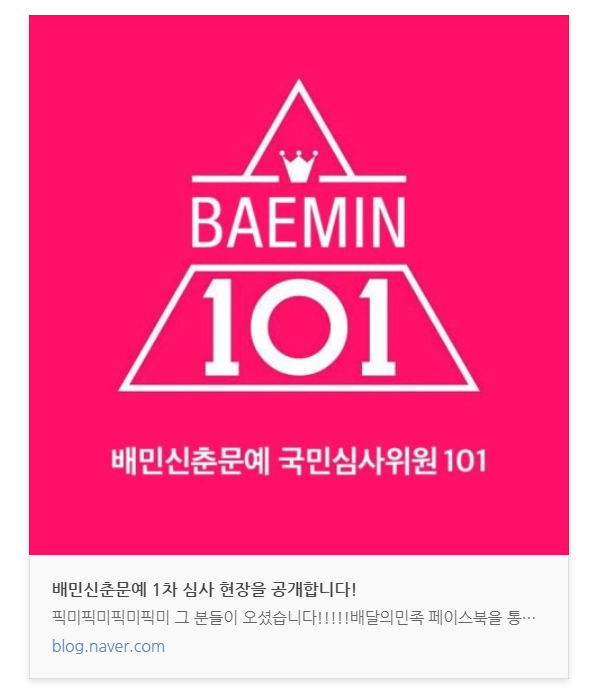 BAEMIN
101
배민신춘문예 국민심사위원 101
배민신춘문예 1차 심사 현장을 공개합니다!
픽미픽미픽미픽미 그 분들이 오셨습니다!!!!!배달의민족 페이스북을 통…
blog.naver.com